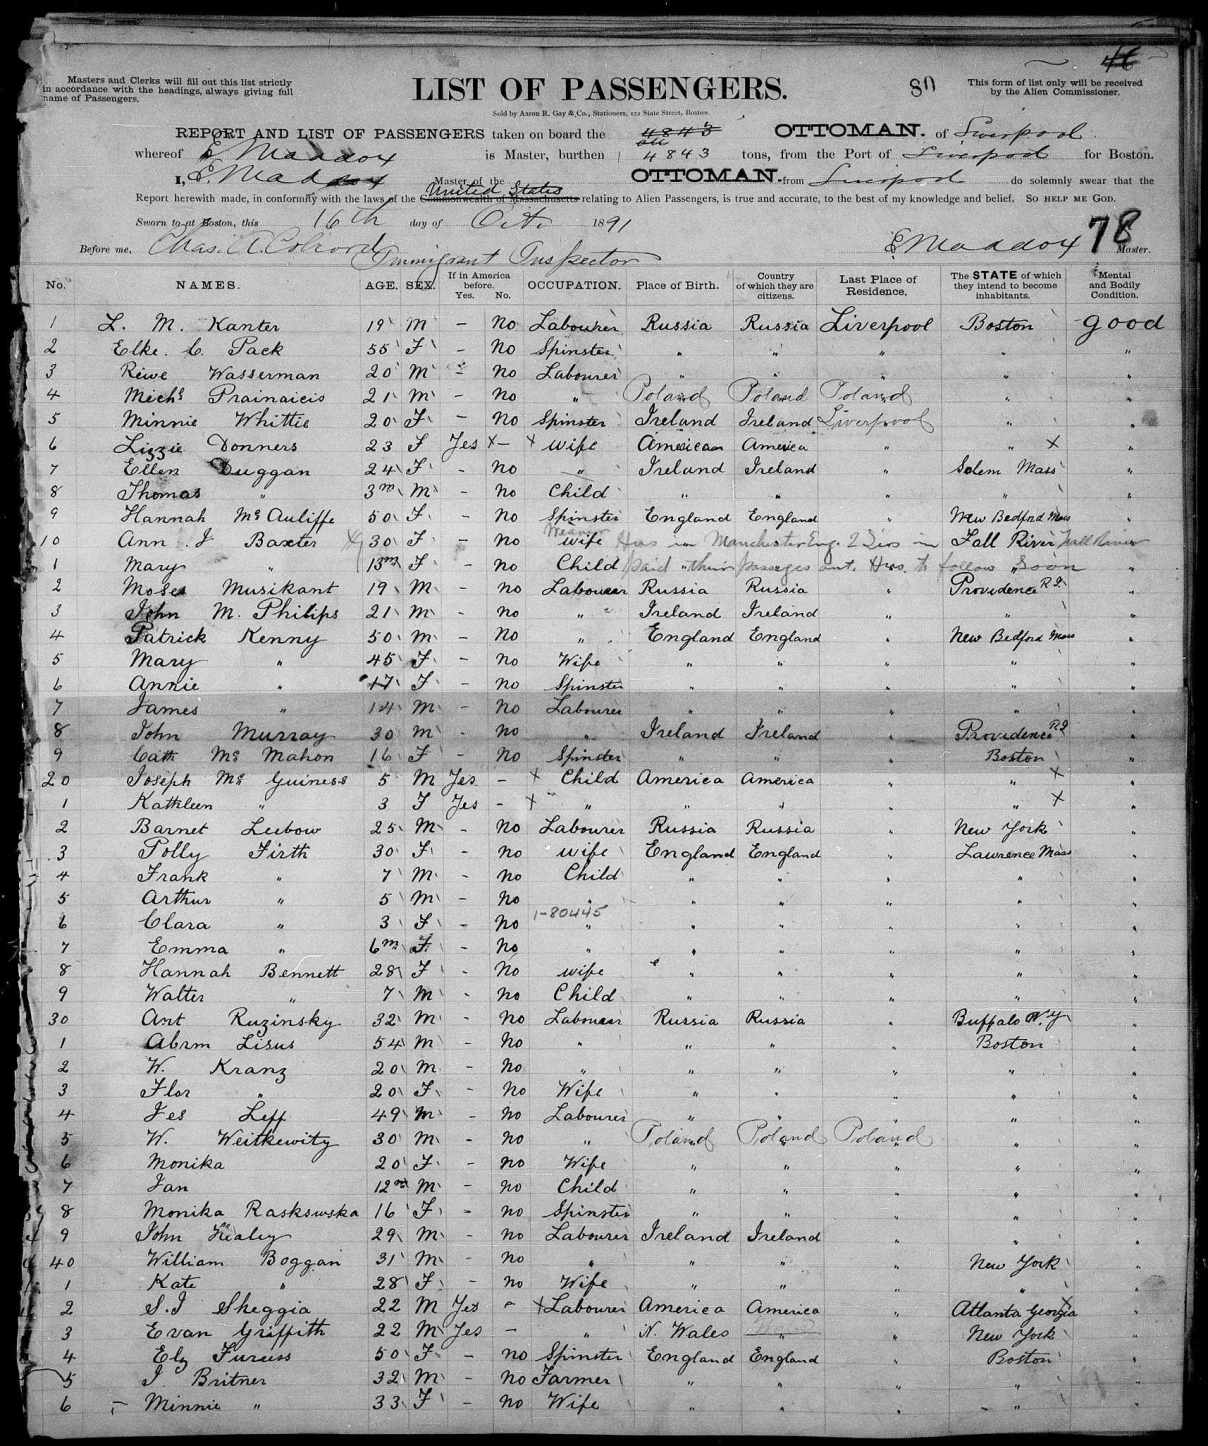 46
Masters and Clerks will fill out this list strictly
in accordance with the headings, always giving full
name of Passengers.
LIST OF PASSENGERS.
80
This form of list only will be received
by the Alien Commissioner.
Sold by Aaron R. Gay & Co., Stationers, 122 State Street, Boston.
REPORT AND LIST OF PASSENGERS taken on board the 4843 OTTOMAN. of Liverpool
whereof E Maddox is Master, burthen 4843 tons, from the Port of Liverpool for Boston.
I, E. Maddox Master of the OTTOMAN. from Liverpool do solemnly swear that the
United States
Report herewith made, in conformity with the laws of the Commonwealth of Massachusetts relating to Alien Passengers, is true and accurate, to the best of my knowledge and belief. SO HELP ME GOD.
Sworn to at Boston, this 16th day of Oct. 1891
Before me, Chas. Immigrant Inspector E Maddox 78 Master.
No. NAMES. AGE. SEX. If in America before. Yes. No. OCCUPATION. Place of Birth. Country of which they are citizens. Last Place of Residence. The STATE of which they intend to become inhabitants. Mental and Bodily Condition.
1 L. M. Kanter 19 M - No Labourer Russia Russia Liverpool Boston good
2 Elke. C. Pack 55 F - No Spinster " " " " "
3 Reive Wasserman 20 M - No Labourer " " " " "
4 Mechs Prainaicis 21 M - No " Poland Poland Poland " "
5 Minnie Whittie 20 F - No Spinster Ireland Ireland Liverpool " "
6 Lizzie Donners 23 F Yes X - X wife American America " " X "
7 Ellen Duggan 24 F - No " Ireland Ireland " Solem Mass "
8 Thomas " 3m M - No Child " " " " "
9 Hannah Mc Auliffe 50 F - No Spinster England England " New Bedford Mass "
10 Ann. J Baxter 30 F - No Weaver wife Hus in Manchester Eng. 2 in Fall River Fall River
1 Mary " 13m F - No Child paid their passages but. Hus. to follow soon "
2 Moses Musikant 19 M - No Labourer Russia Russia " Providence R.I. "
3 John M. Philips 21 M - No " Ireland Ireland " " "
4 Patrick Kenny 50 M - No " England England " New Bedford Mass "
5 Mary " 45 F - No Wife " " " " "
6 Annie " 17 F - No Spinster " " " " "
7 James " 14 M - No Labourer " " " " "
8 John Murray 30 M - No " Ireland Ireland " Providence R.I. "
9 Cath Mc Mahon 16 F - No Spinster " " " Boston "
20 Joseph Mc Guiness 5 M Yes - X Child America America " " X "
1 Kathleen " 3 F Yes - X " " " " " X "
2 Barnet Leebow 25 M - No Labourer Russia Russia " New York "
3 Polly Firth 30 F - No wife England England " Lawrence Mass "
4 Frank " 7 M - No Child " " " " "
5 Arthur " 5 M - No " " " " " "
1-80445
6 Clara " 3 F - No " " " " " "
7 Emma " 6m F - No " " " " " "
8 Hannah Bennett 28 F - No wife " " " " "
9 Walter " 7 M - No Child " " " " "
30 Ant Ruzinsky 32 M - No Labourer Russia Russia " Buffalo N.Y "
1 Abrm Lisus 54 M - No " " " " Boston "
2 W. Kranz 20 M - No " " " " " "
3 Flor " 20 F - No Wife " " " " "
4 Jes Leff 49 M - No Labourer " " " " "
5 W. Weitkewity 30 M - No " Poland Poland Poland " "
6 Monika 20 F - No Wife " " " " "
7 Jan 12m M - No Child " " " " "
8 Monika Raskowska 16 F - No Spinster " " " " "
9 John Healey 29 M - No Labourer Ireland Ireland " " "
40 William Boggan 31 M - No " " " " New York "
1 Kate " 28 F - No Wife " " " " "
2 S. J Skeggia 22 M Yes - X Labourer America America " Atlanta Georgia X "
3 Evan Griffith 22 M Yes - " N. Wales " " New York "
4 Elz Furciss 50 F - No Spinster England England " Boston "
5 J Britner 32 M - No Farmer " " " " "
6 Minnie " 33 F - No Wife " " " " "